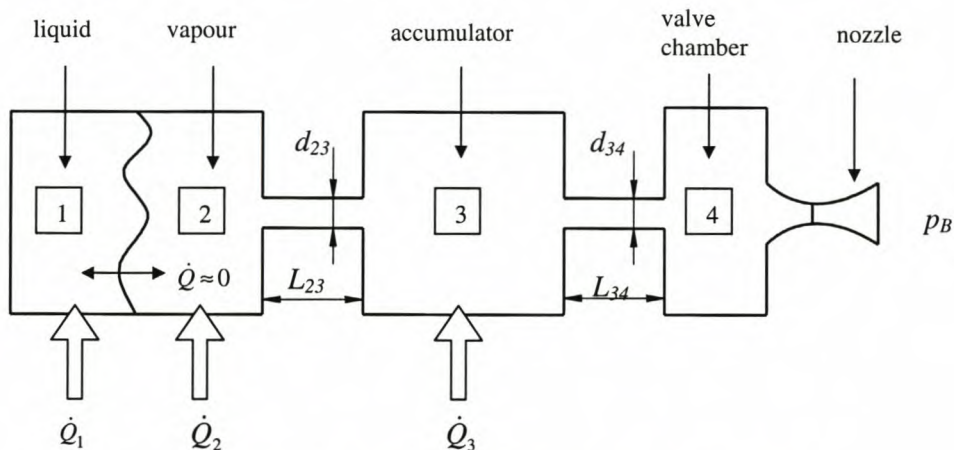 liquid
vapour
accumulator
valve
chamber
nozzle
d₂₃
d₃₄
1
2
3
4
p_B
Q̇ ≈ 0
L₂₃
L₃₄
Q̇₁
Q̇₂
Q̇₃